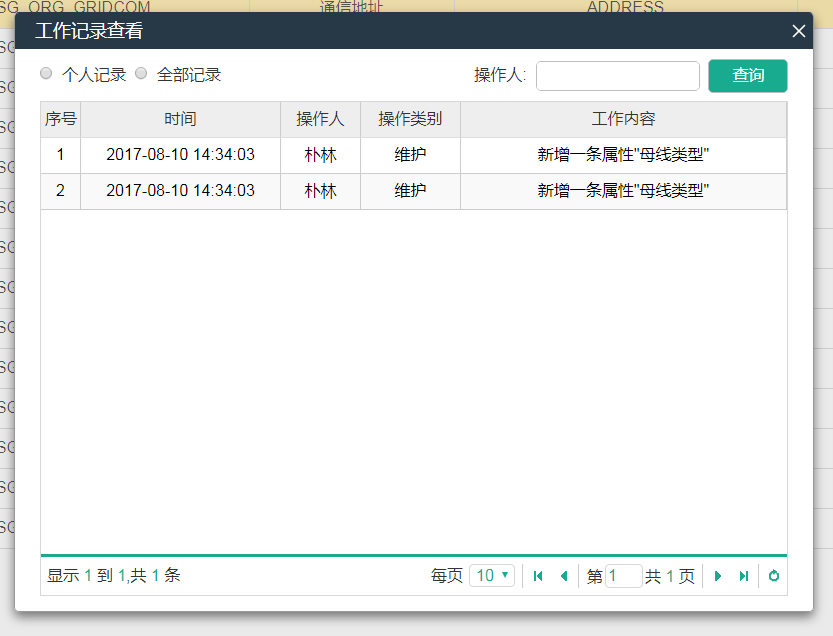 SG_ORG_GRIDCOM 通信地址 ADDRESS
工作记录查看
个人记录 全部记录 操作人: 查询
序号 时间 操作人 操作类别 工作内容
1 2017-08-10 14:34:03 朴林 维护 新增一条属性"母线类型"
2 2017-08-10 14:34:03 朴林 维护 新增一条属性"母线类型"
显示 1 到 1,共 1 条 每页 10 第 1 共 1 页